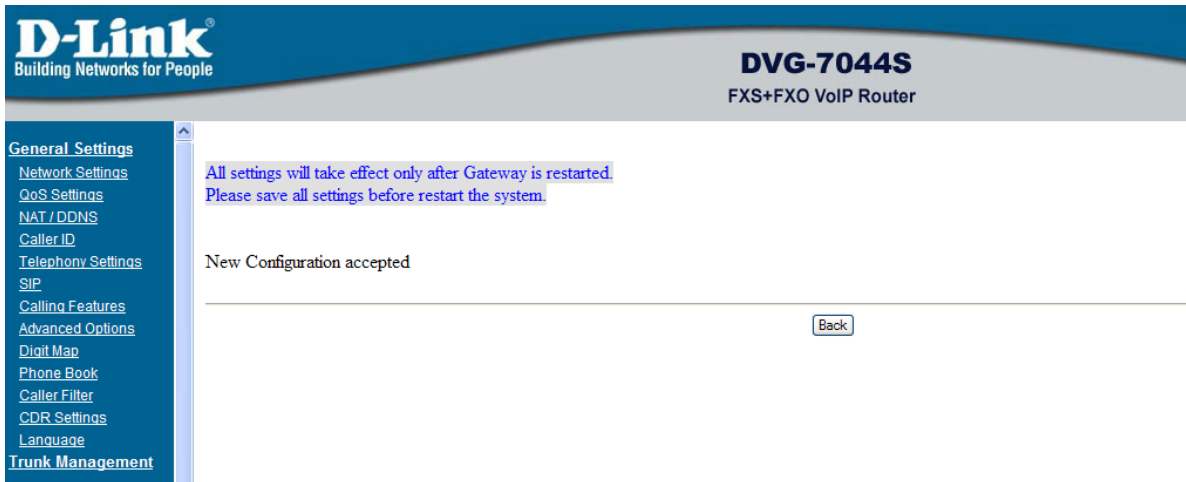 D-Link®
Building Networks for People
DVG-7044S
FXS+FXO VoIP Router
General Settings
Network Settings
QoS Settings
NAT / DDNS
Caller ID
Telephony Settings
SIP
Calling Features
Advanced Options
Digit Map
Phone Book
Caller Filter
CDR Settings
Language
Trunk Management
All settings will take effect only after Gateway is restarted.
Please save all settings before restart the system.
New Configuration accepted
Back